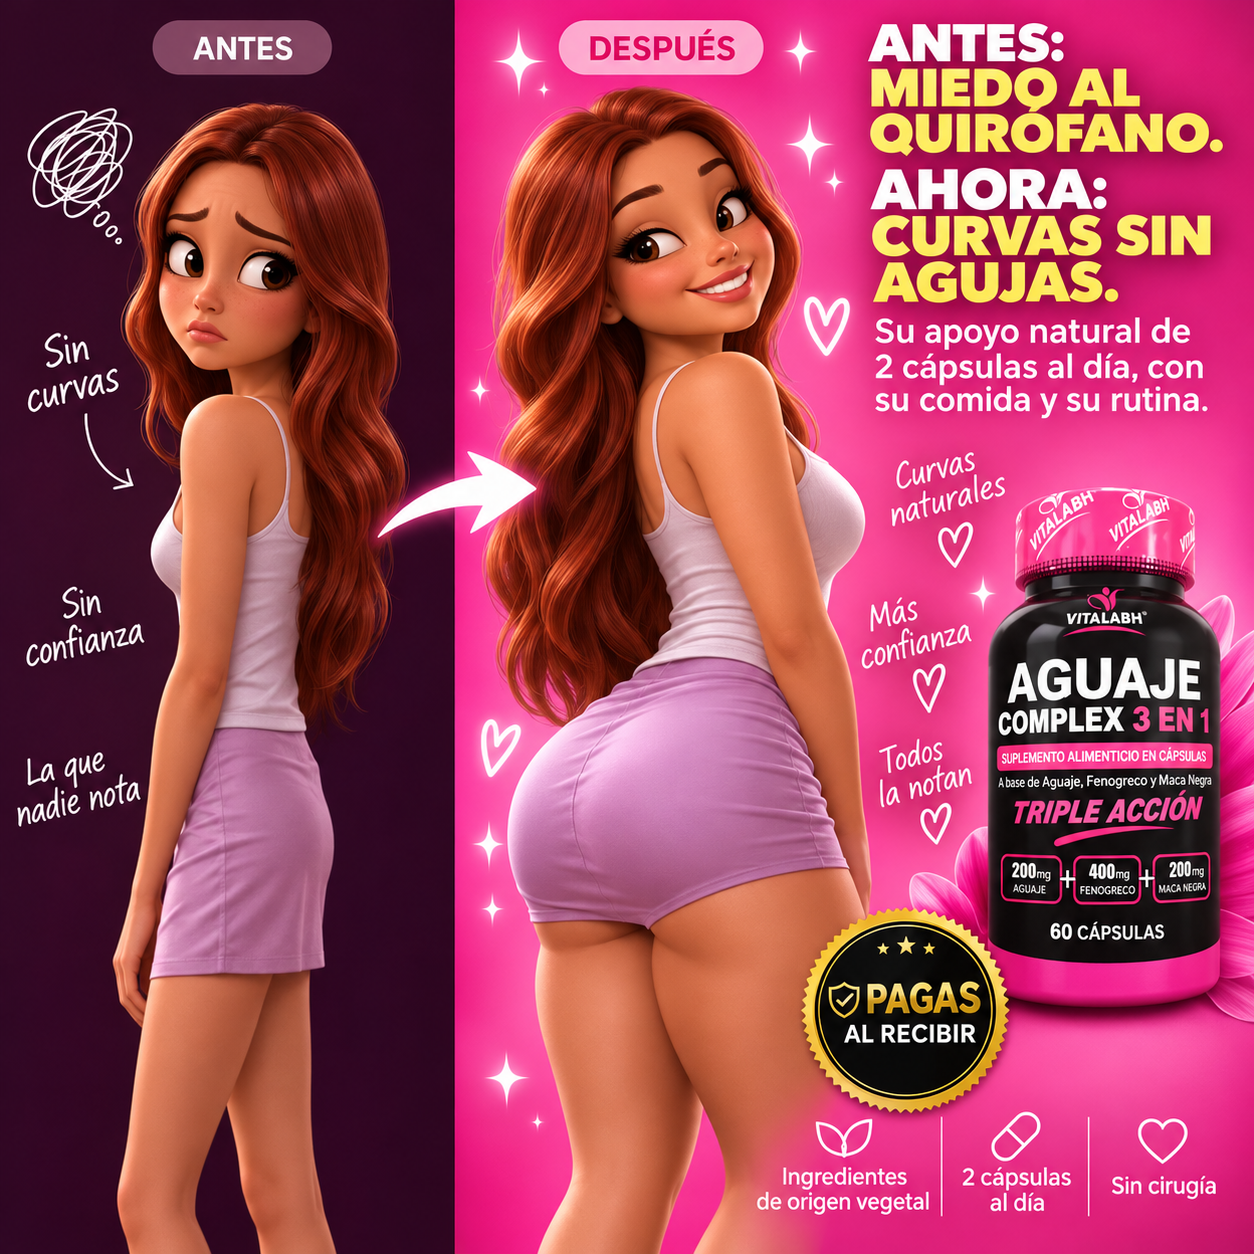 ANTES
DESPUÉS
ANTES:
MIEDO AL
QUIRÓFANO.
AHORA:
CURVAS SIN
AGUJAS.
Su apoyo natural de
2 cápsulas al día, con
su comida y su rutina.
Sin
curvas
Sin
confianza
La que
nadie nota
Curvas
naturales
Más
confianza
Todos
la notan
VITALABH VITALABH
VITALABH®
AGUAJE
COMPLEX 3 EN 1
SUPLEMENTO ALIMENTICIO EN CÁPSULAS
A base de Aguaje, Fenogreco y Maca Negra
TRIPLE ACCIÓN
200mg + 400mg + 200mg
AGUAJE FENOGRECO MACA NEGRA
60 CÁPSULAS
PAGAS
AL RECIBIR
Ingredientes
de origen vegetal
2 cápsulas
al día
Sin cirugía